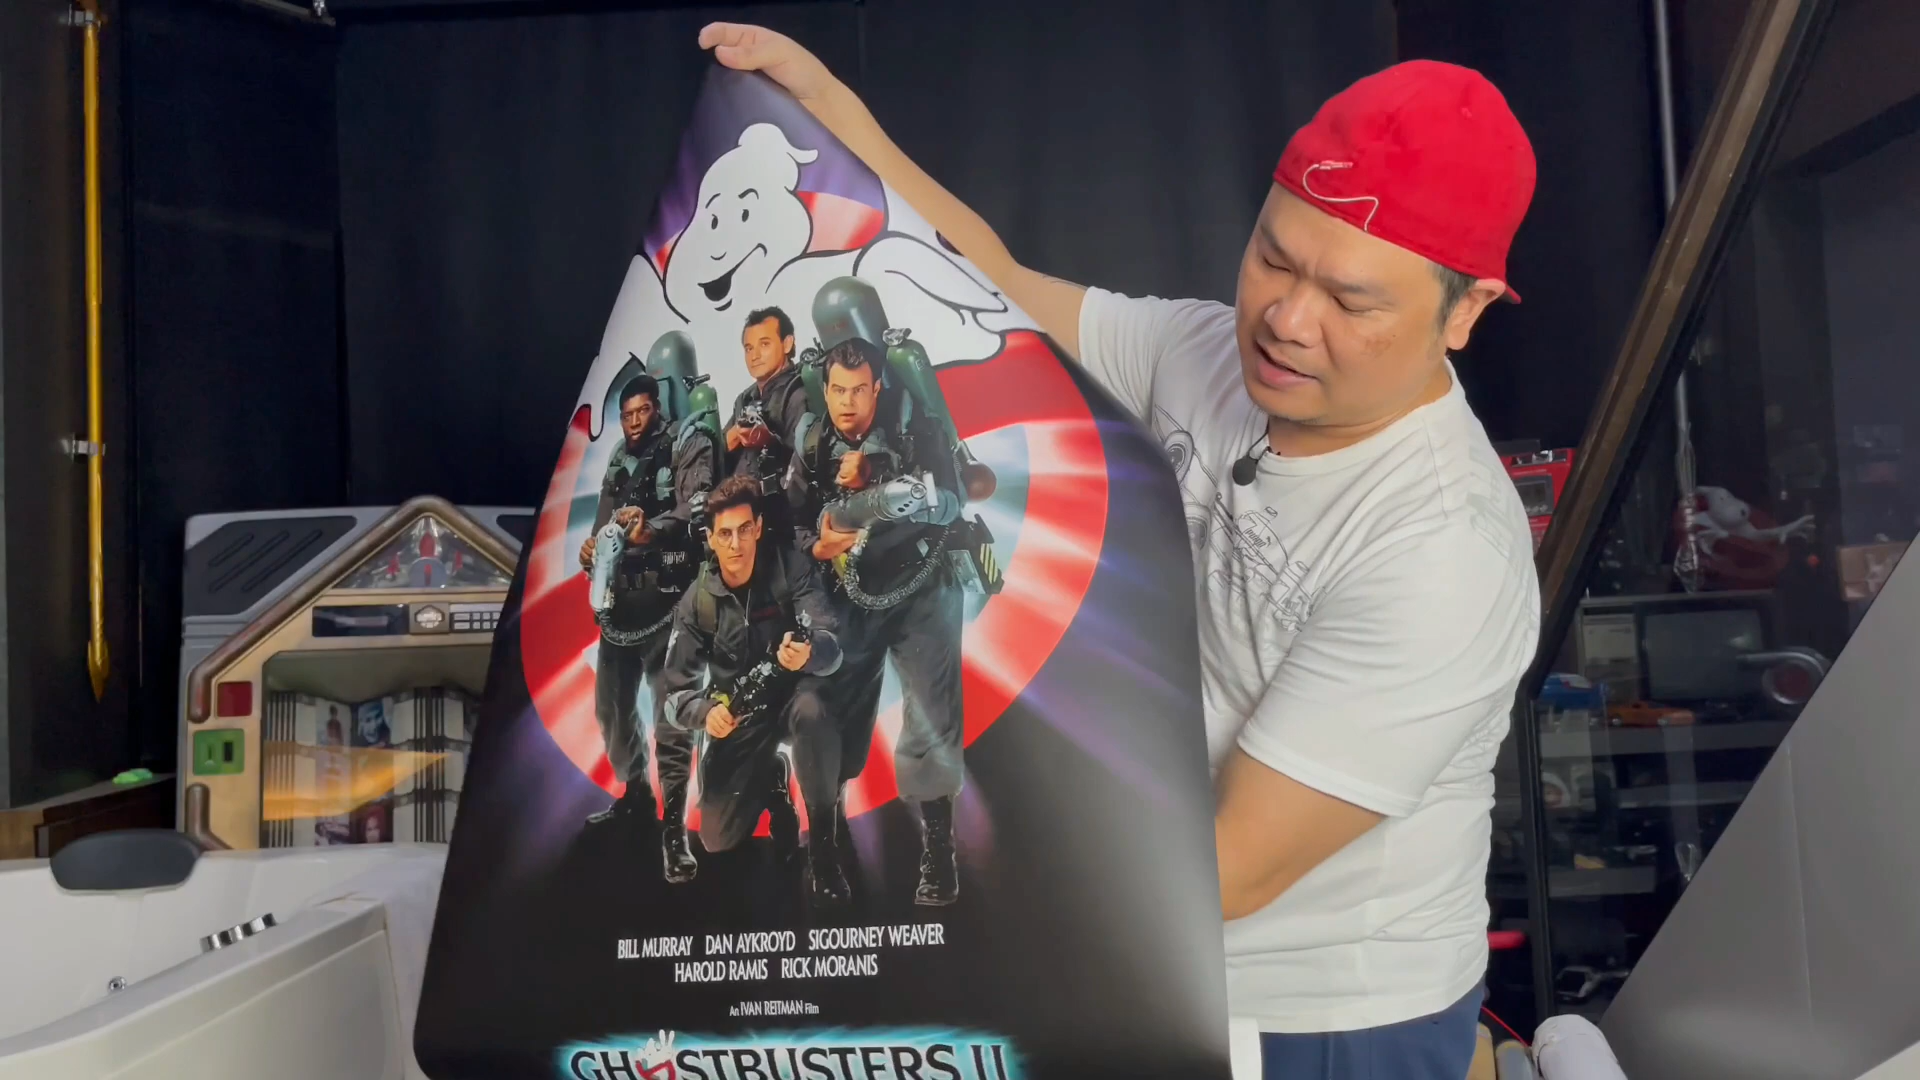 BILL MURRAY DAN AYKROYD SIGOURNEY WEAVER
HAROLD RAMIS RICK MORANIS
An IVAN REITMAN Film
GHOSTBUSTERS II